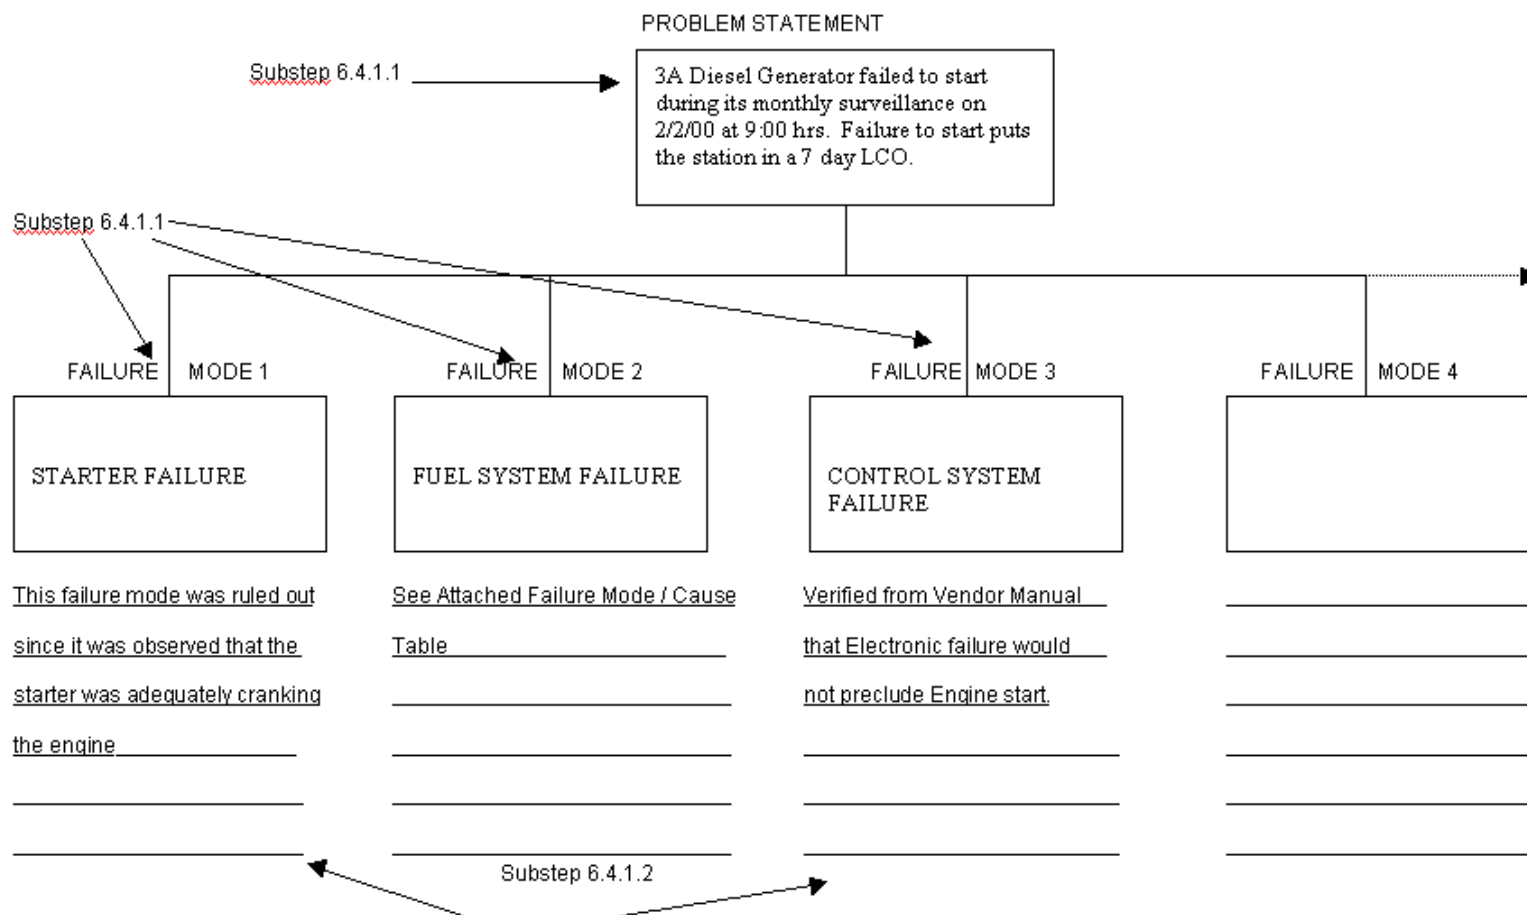 PROBLEM STATEMENT
Substep 6.4.1.1
3A Diesel Generator failed to start
during its monthly surveillance on
2/2/00 at 9:00 hrs. Failure to start puts
the station in a 7 day LCO.
Substep 6.4.1.1
FAILURE MODE 1
FAILURE MODE 2
FAILURE MODE 3
FAILURE MODE 4
STARTER FAILURE
FUEL SYSTEM FAILURE
CONTROL SYSTEM
FAILURE
This failure mode was ruled out
since it was observed that the
starter was adequately cranking
the engine
See Attached Failure Mode / Cause
Table
Verified from Vendor Manual
that Electronic failure would
not preclude Engine start.
Substep 6.4.1.2